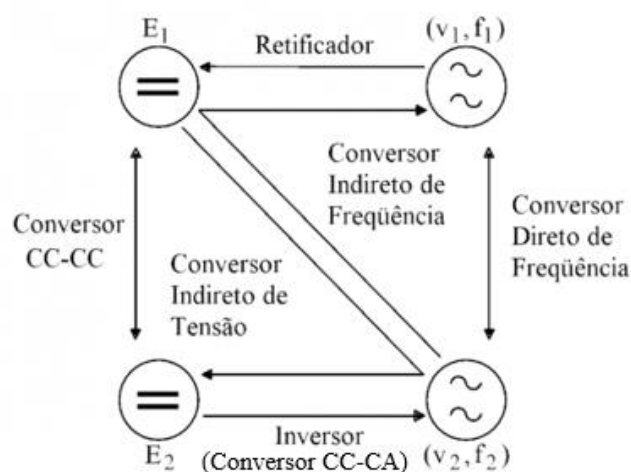 E₁
Retificador
(v₁,f₁)
Conversor
Indireto de
Freqüência
Conversor
CC-CC
Conversor
Direto de
Freqüência
Conversor
Indireto de
Tensão
E₂
Inversor
(Conversor CC-CA)
(v₂,f₂)